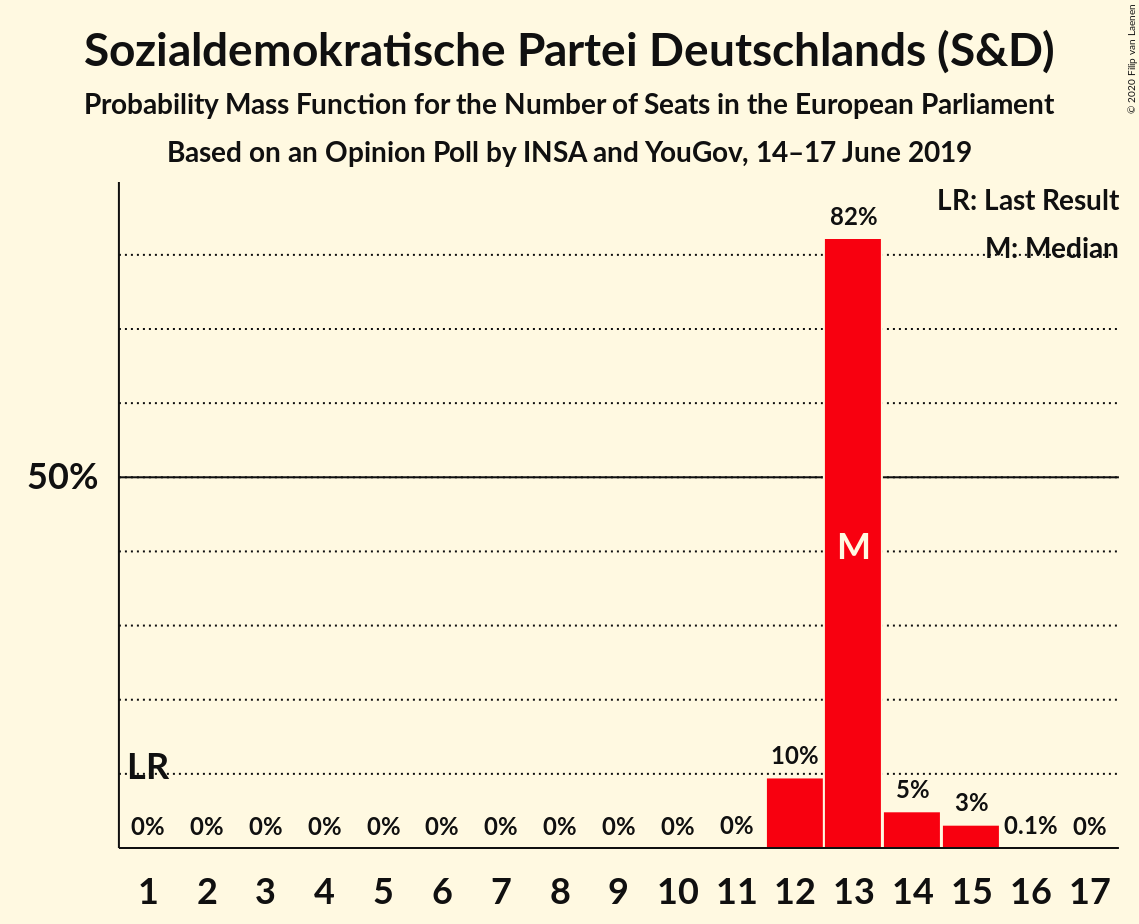 Sozialdemokratische Partei Deutschlands (S&D)
Probability Mass Function for the Number of Seats in the European Parliament
Based on an Opinion Poll by INSA and YouGov, 14–17 June 2019
© 2020 Filip van Laenen
LR: Last Result
M: Median
82%
50%
M
LR
10%
5%
3%
0% 0% 0% 0% 0% 0% 0% 0% 0% 0% 0% 0.1% 0%
1 2 3 4 5 6 7 8 9 10 11 12 13 14 15 16 17